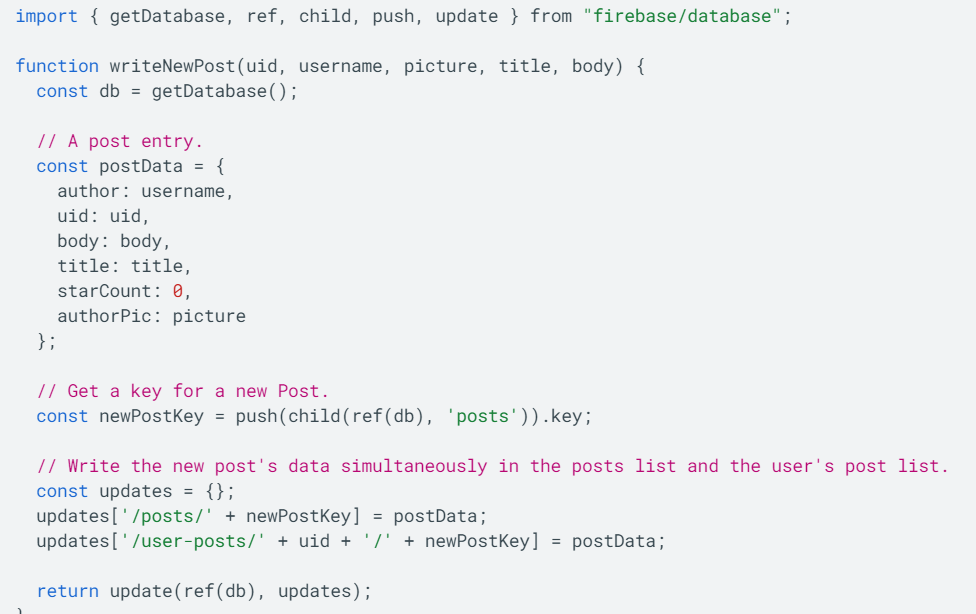 import { getDatabase, ref, child, push, update } from "firebase/database";

function writeNewPost(uid, username, picture, title, body) {
  const db = getDatabase();

  // A post entry.
  const postData = {
    author: username,
    uid: uid,
    body: body,
    title: title,
    starCount: 0,
    authorPic: picture
  };

  // Get a key for a new Post.
  const newPostKey = push(child(ref(db), 'posts')).key;

  // Write the new post's data simultaneously in the posts list and the user's post list.
  const updates = {};
  updates['/posts/' + newPostKey] = postData;
  updates['/user-posts/' + uid + '/' + newPostKey] = postData;

  return update(ref(db), updates);
}